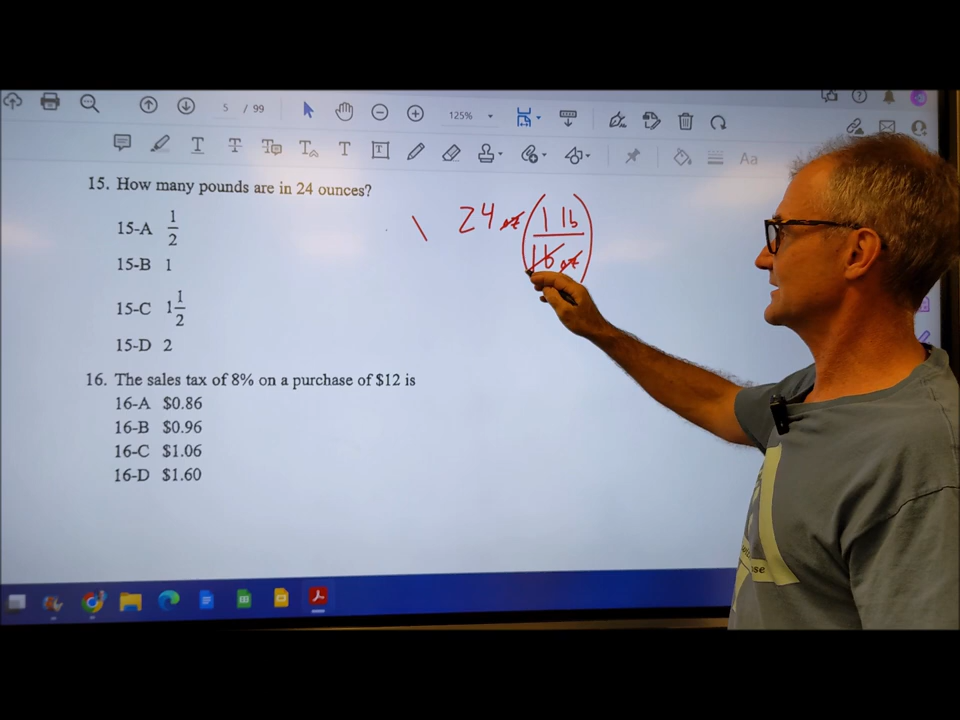 5 / 99
125%
Aa
15. How many pounds are in 24 ounces?
15-A 1/2
15-B 1
15-C 1 1/2
15-D 2
24 oz (1 lb / 16 oz)
16. The sales tax of 8% on a purchase of $12 is
16-A $0.86
16-B $0.96
16-C $1.06
16-D $1.60